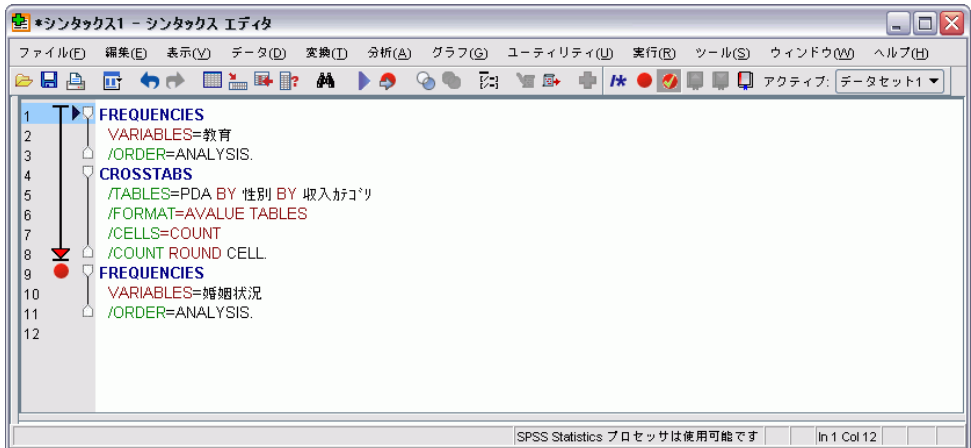 *シンタックス1 - シンタックス エディタ
ファイル(F) 編集(E) 表示(V) データ(D) 変換(T) 分析(A) グラフ(G) ユーティリティ(U) 実行(R) ツール(S) ウィンドウ(W) ヘルプ(H)
アクティブ: データセット1
1 FREQUENCIES
2 VARIABLES=教育
3 /ORDER=ANALYSIS.
4 CROSSTABS
5 /TABLES=PDA BY 性別 BY 収入カテゴリ
6 /FORMAT=AVALUE TABLES
7 /CELLS=COUNT
8 /COUNT ROUND CELL.
9 FREQUENCIES
10 VARIABLES=婚姻状況
11 /ORDER=ANALYSIS.
12
SPSS Statistics プロセッサは使用可能です In 1 Col 12